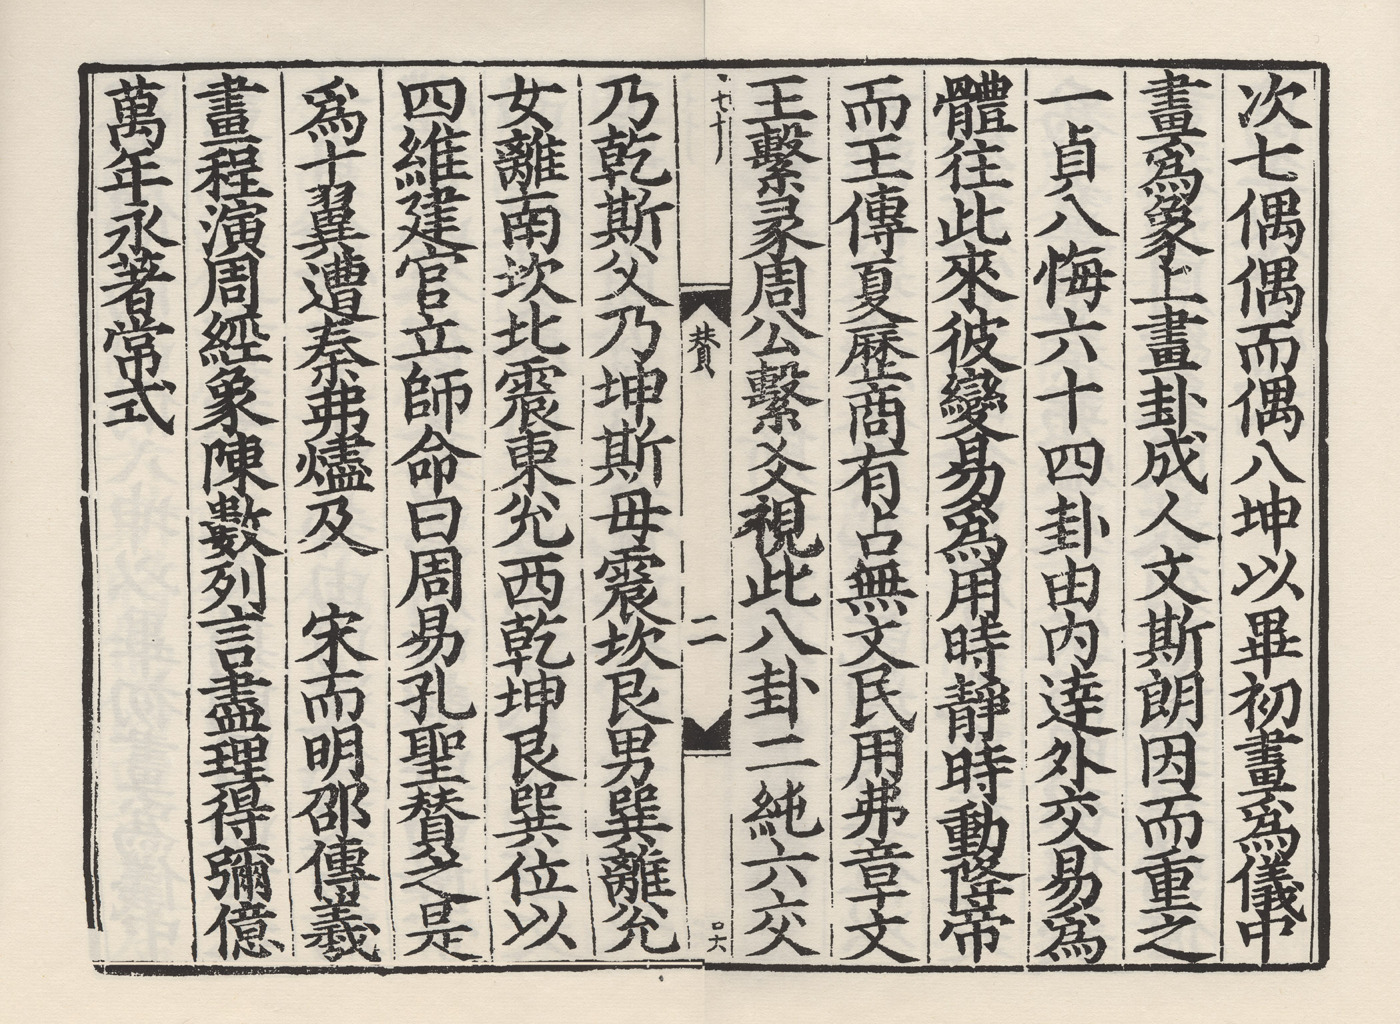 次七偶偶而偶八坤以畢初畫爲儀中
畫爲象上畫卦成人文斯朗因而重之
一貞八悔六十四卦由内逹外交易爲
體往此來彼變易爲用時靜時動降帝
而王傳夏歷商有占無文民用弗章文
王繫彖周公繫爻視此八卦二純六爻
賛 二
乃乾斯父乃坤斯母震坎艮男巽離兊
女離南坎北震東兊西乾坤艮巽位以
四維建官立師命曰周易孔聖賛之是
爲十翼遭秦弗燼及 宋而明邵傳羲
畫程演周經象陳數列言盡理得彌億
萬年永著常式